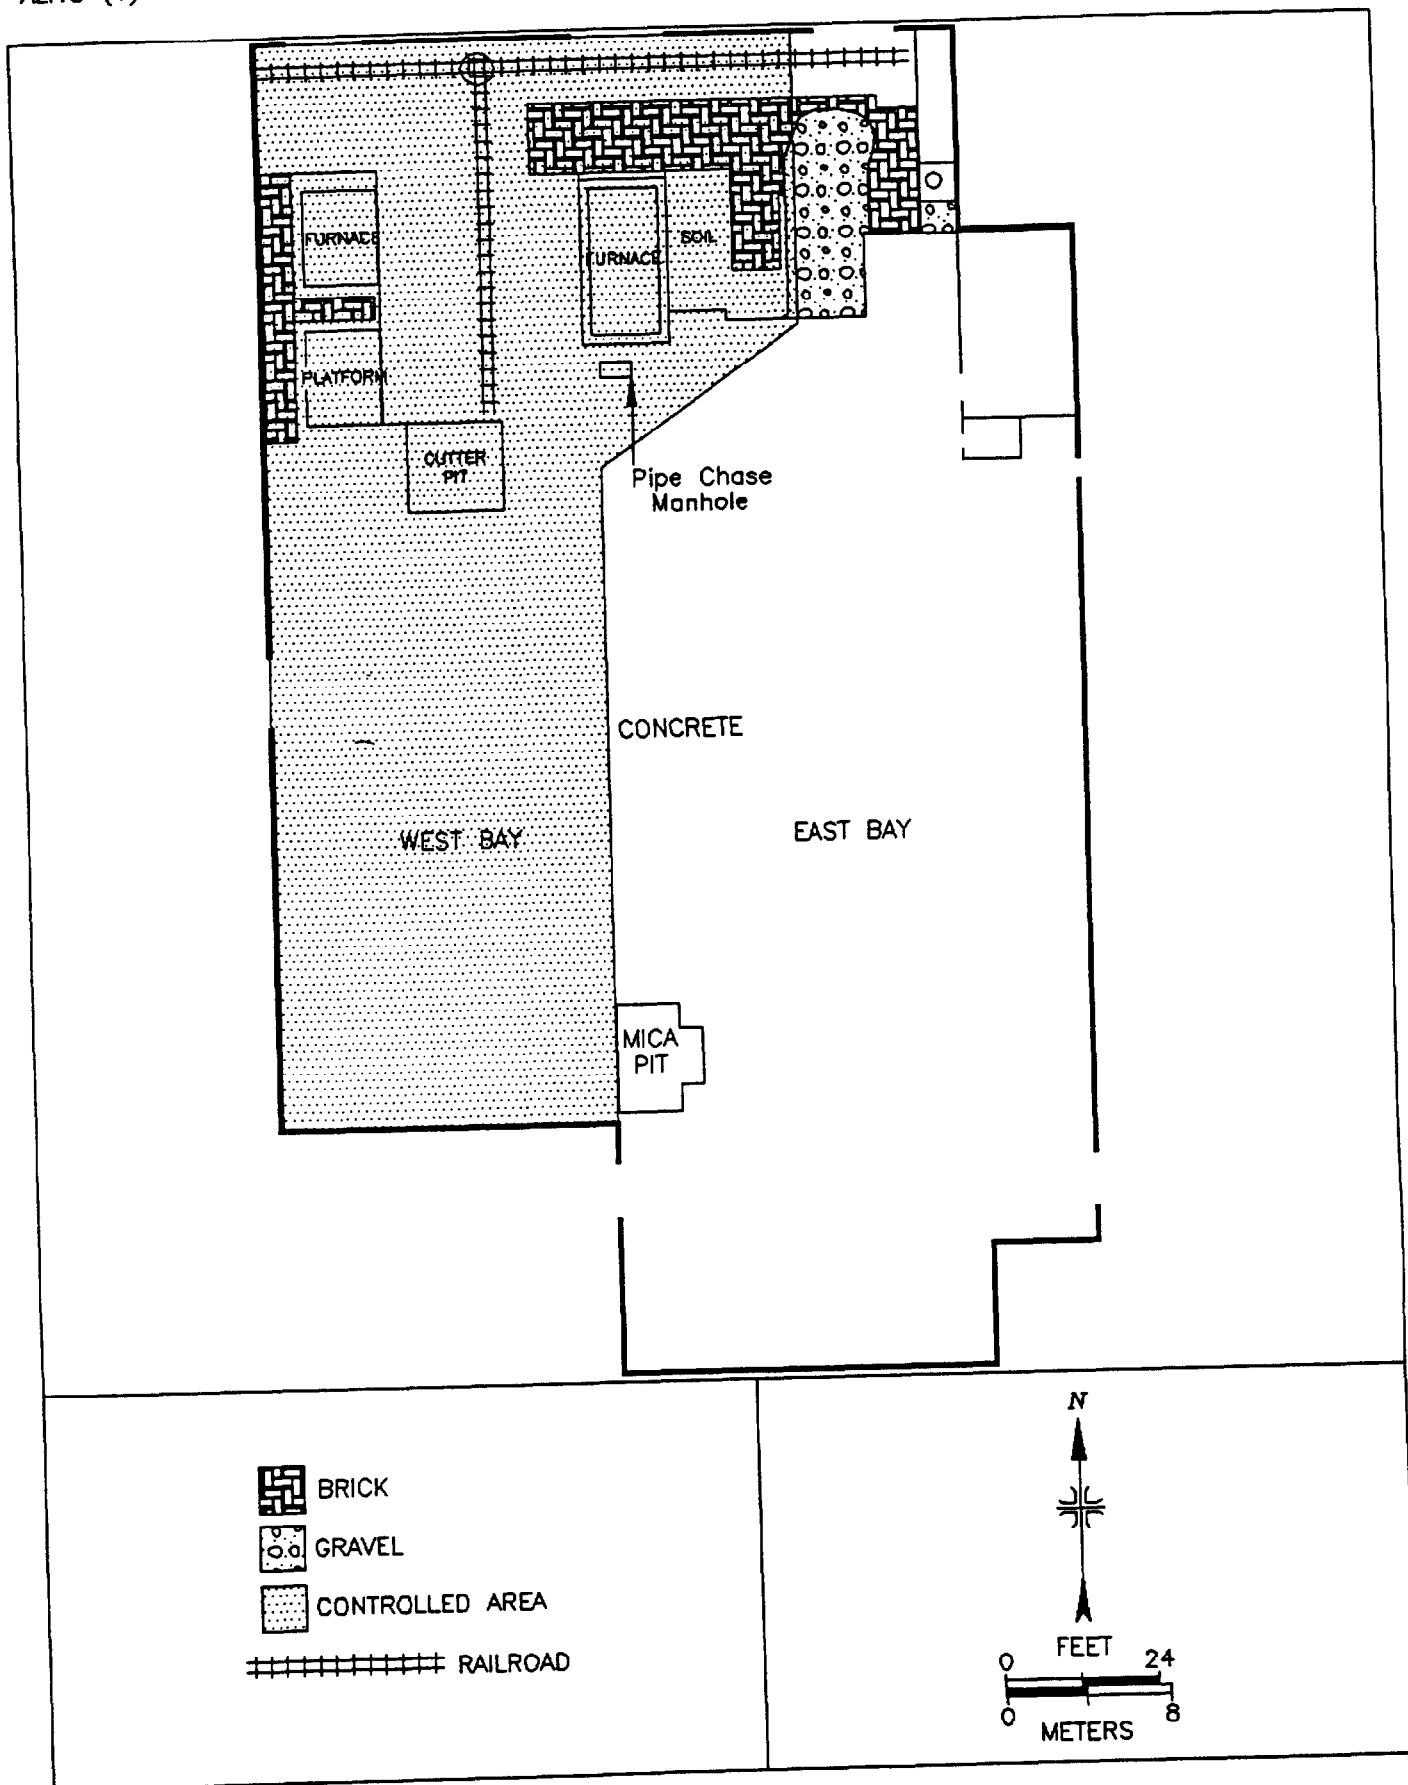 FURNACE
SOIL
FURNACE
PLATFORM
CUTTER
PIT
Pipe Chase
Manhole
CONCRETE
WEST BAY
EAST BAY
MICA
PIT
BRICK
GRAVEL
CONTROLLED AREA
RAILROAD
N
FEET
0 24
0 8
METERS